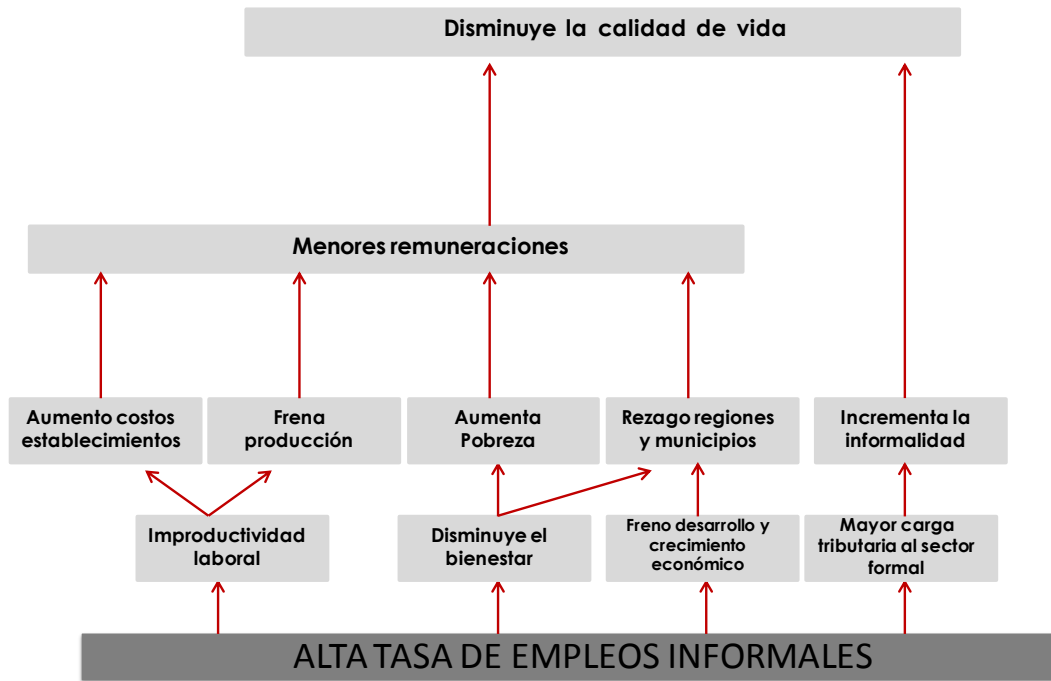 Disminuye la calidad de vida
Menores remuneraciones
Aumento costos
establecimientos
Frena
producción
Aumenta
Pobreza
Rezago regiones
y municipios
Incrementa la
informalidad
Improductividad
laboral
Disminuye el
bienestar
Freno desarrollo y
crecimiento
económico
Mayor carga
tributaria al sector
formal
ALTA TASA DE EMPLEOS INFORMALES